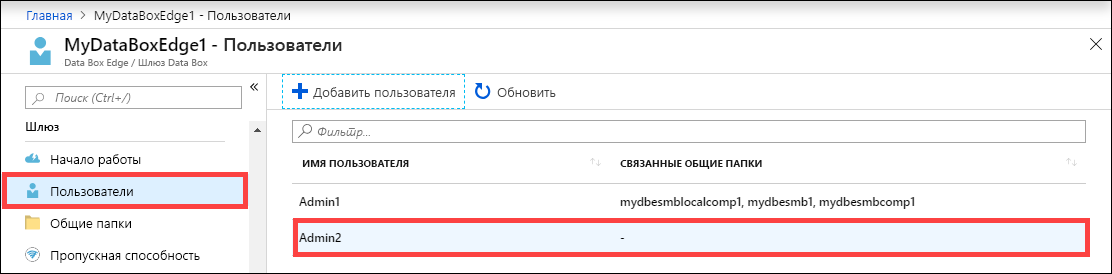 Главная > MyDataBoxEdge1 - Пользователи
MyDataBoxEdge1 - Пользователи
Data Box Edge / Шлюз Data Box
Поиск (Ctrl+/)
«
Шлюз
Начало работы
Пользователи
Общие папки
Пропускная способность
Добавить пользователя
Обновить
Фильтр...
ИМЯ ПОЛЬЗОВАТЕЛЯ СВЯЗАННЫЕ ОБЩИЕ ПАПКИ
Admin1 mydbesmblocalcomp1, mydbesmb1, mydbesmbcomp1
Admin2 -